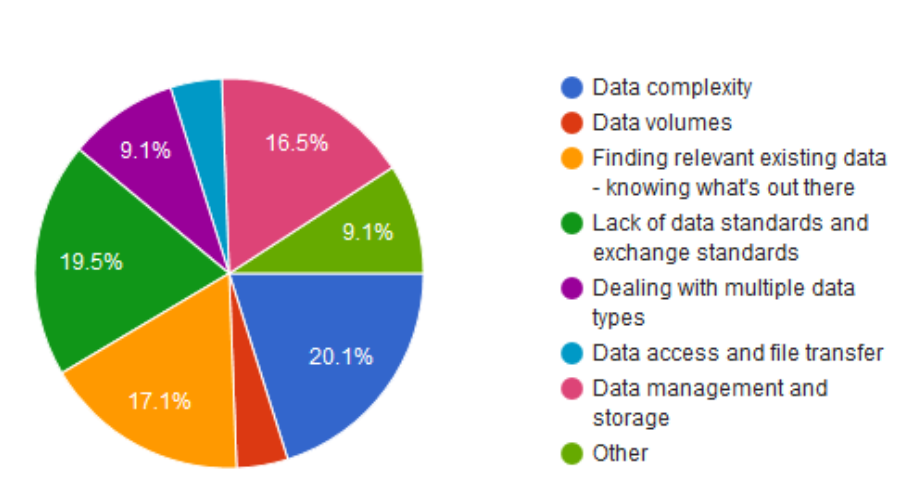 16.5%
9.1%
9.1%
19.5%
20.1%
17.1%
Data complexity
Data volumes
Finding relevant existing data
- knowing what's out there
Lack of data standards and
exchange standards
Dealing with multiple data
types
Data access and file transfer
Data management and
storage
Other